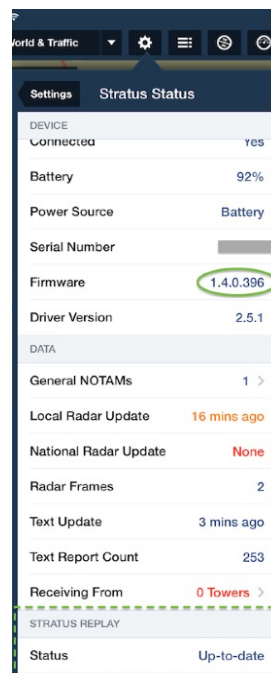 World & Traffic
Settings Stratus Status
DEVICE
Connected Yes
Battery 92%
Power Source Battery
Serial Number
Firmware 1.4.0.396
Driver Version 2.5.1
DATA
General NOTAMs 1 >
Local Radar Update 16 mins ago
National Radar Update None
Radar Frames 2
Text Update 3 mins ago
Text Report Count 253
Receiving From 0 Towers >
STRATUS REPLAY
Status Up-to-date